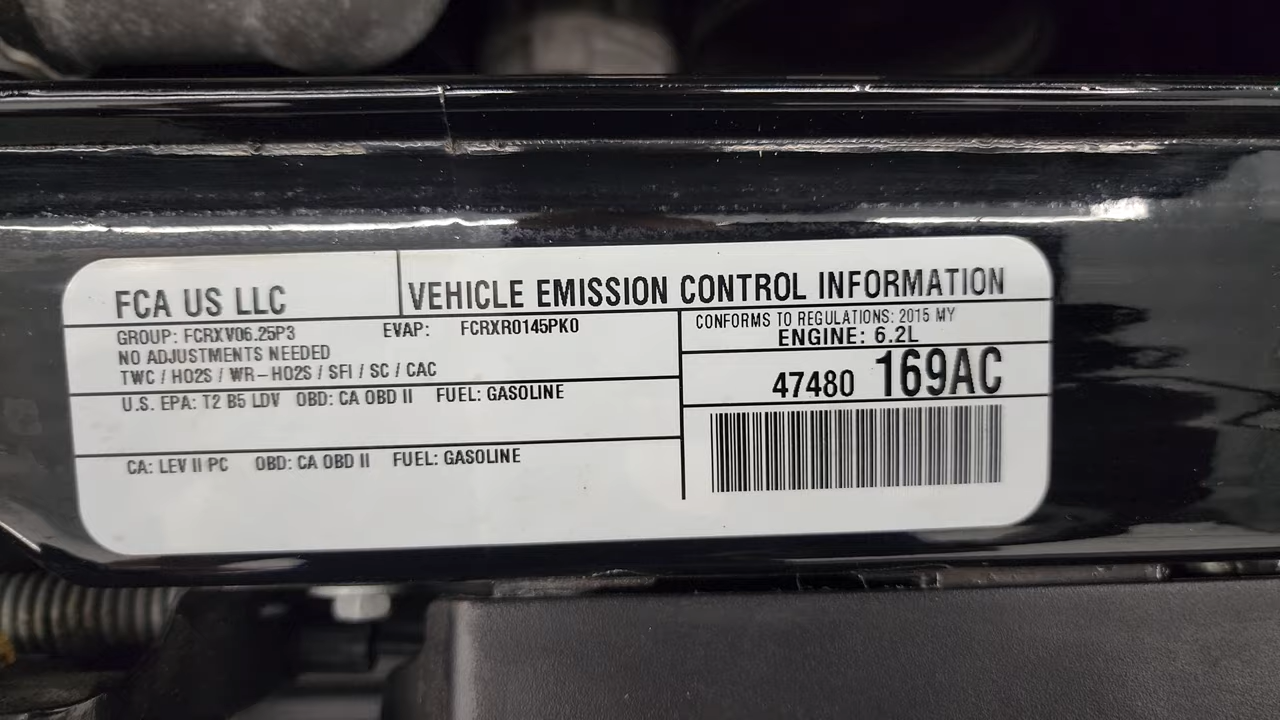 FCA US LLC
VEHICLE EMISSION CONTROL INFORMATION
GROUP: FCRXV06.25P3 EVAP: FCRXR0145PK0
NO ADJUSTMENTS NEEDED
TWC / HO2S / WR-HO2S / SFI / SC / CAC
U.S. EPA: T2 B5 LDV OBD: CA OBD II FUEL: GASOLINE
CA: LEV II PC OBD: CA OBD II FUEL: GASOLINE
CONFORMS TO REGULATIONS: 2015 MY
ENGINE: 6.2L
47480 169AC